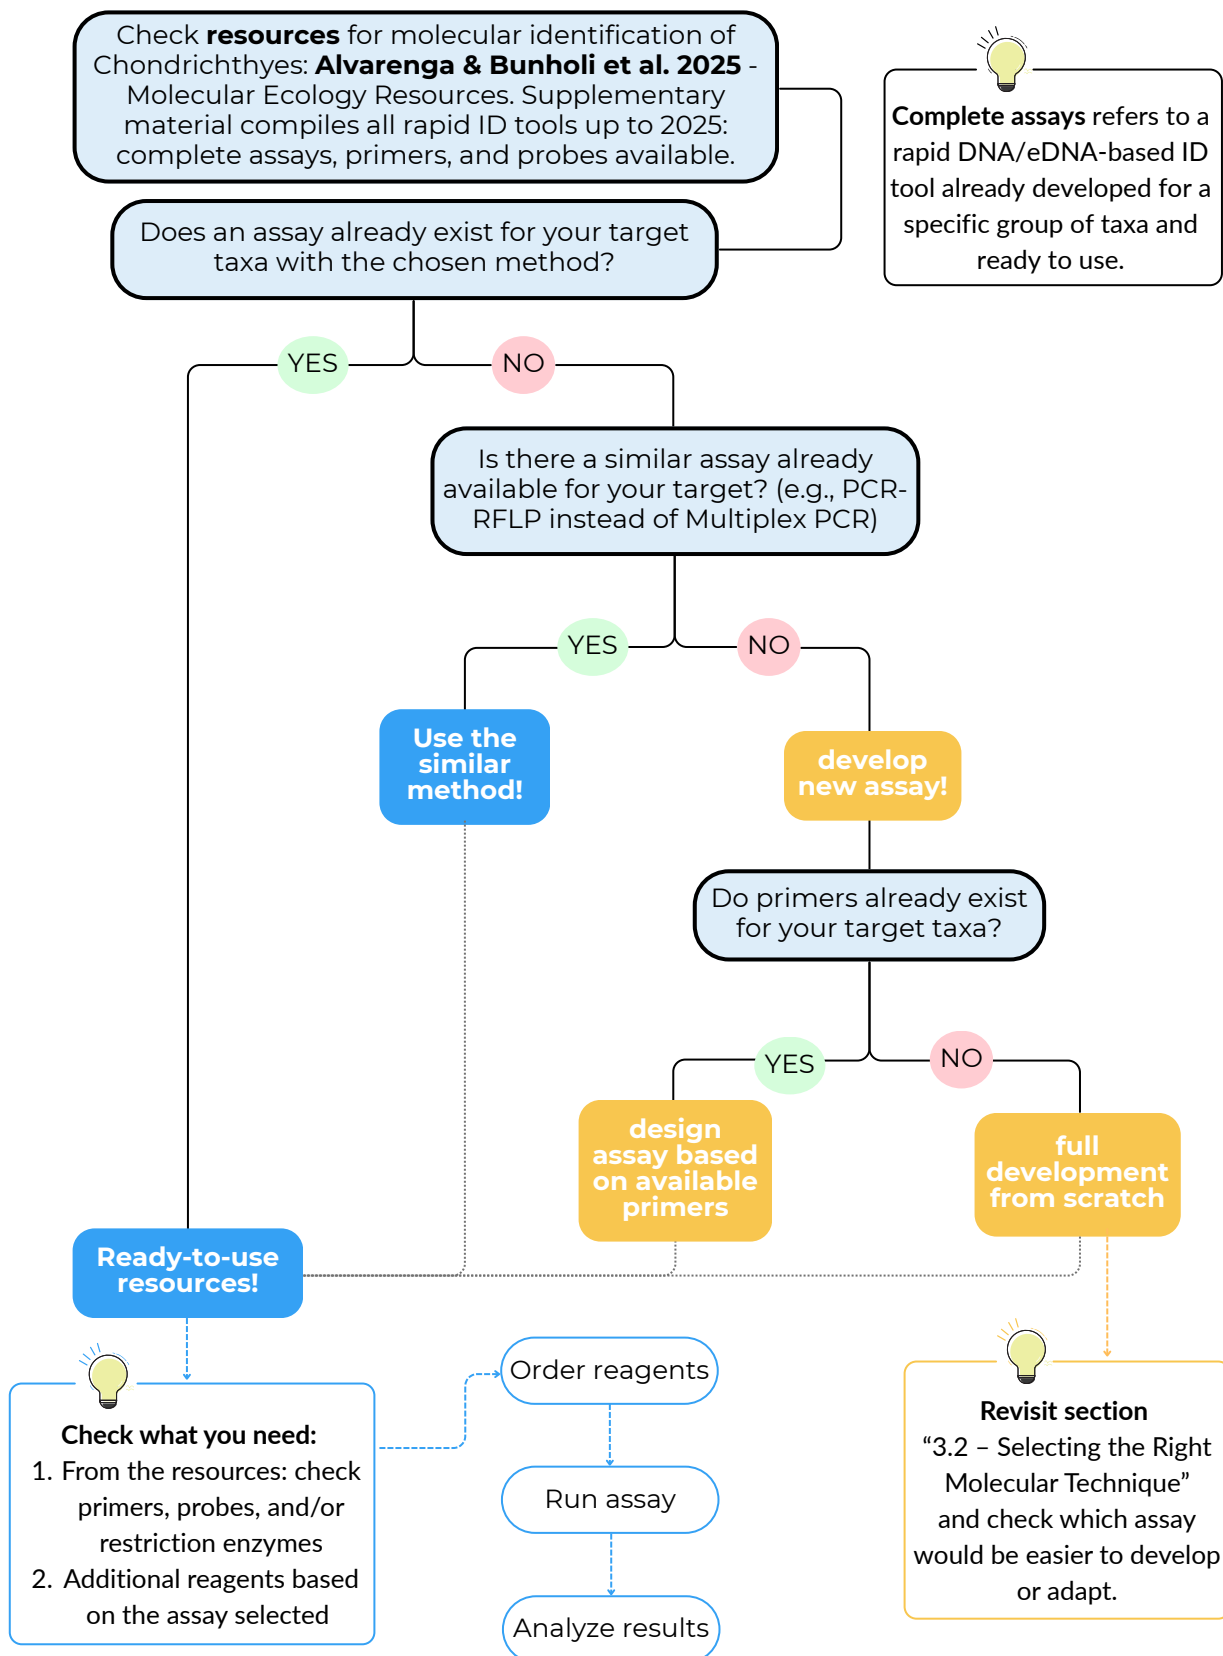 Check resources for molecular identification of
Chondrichthyes: Alvarenga & Bunholi et al. 2025 -
Molecular Ecology Resources. Supplementary
material compiles all rapid ID tools up to 2025:
complete assays, primers, and probes available.
Complete assays refers to a
rapid DNA/eDNA-based ID
tool already developed for a
specific group of taxa and
ready to use.
Does an assay already exist for your target
taxa with the chosen method?
YES
NO
Is there a similar assay already
available for your target? (e.g., PCR-
RFLP instead of Multiplex PCR)
YES
NO
Use the
similar
method!
develop
new assay!
Do primers already exist
for your target taxa?
YES
NO
design
assay based
on available
primers
full
development
from scratch
Ready-to-use
resources!
Check what you need:
1. From the resources: check
primers, probes, and/or
restriction enzymes
2. Additional reagents based
on the assay selected
Order reagents
Run assay
Analyze results
Revisit section
“3.2 – Selecting the Right
Molecular Technique”
and check which assay
would be easier to develop
or adapt.